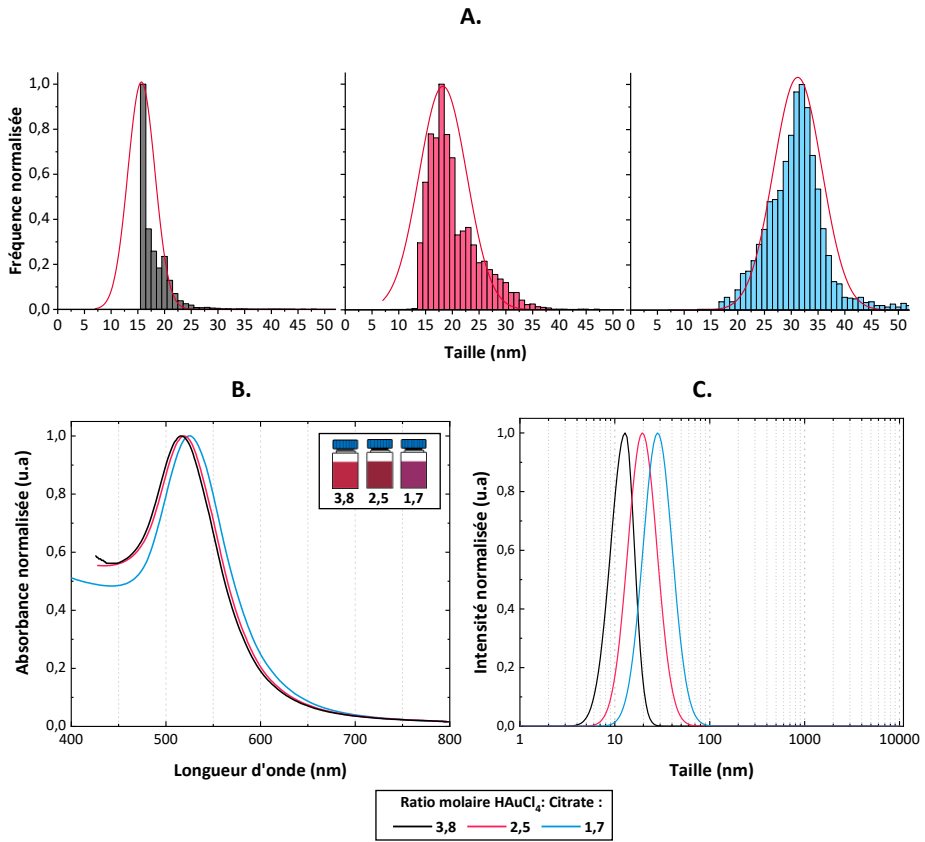 A.
Fréquence normalisée
1,0
0,8
0,6
0,4
0,2
0,0
0 5 10 15 20 25 30 35 40 45 50
0 5 10 15 20 25 30 35 40 45 50
0 5 10 15 20 25 30 35 40 45 50
Taille (nm)
B.
Absorbance normalisée (u.a)
1,0
0,8
0,6
0,4
0,2
0,0
3,8 2,5 1,7
400 500 600 700 800
Longueur d'onde (nm)
C.
Intensité normalisée (u.a)
1,0
0,8
0,6
0,4
0,2
0,0
1 10 100 1000 10000
Taille (nm)
Ratio molaire HAuCl4: Citrate :
3,8 2,5 1,7